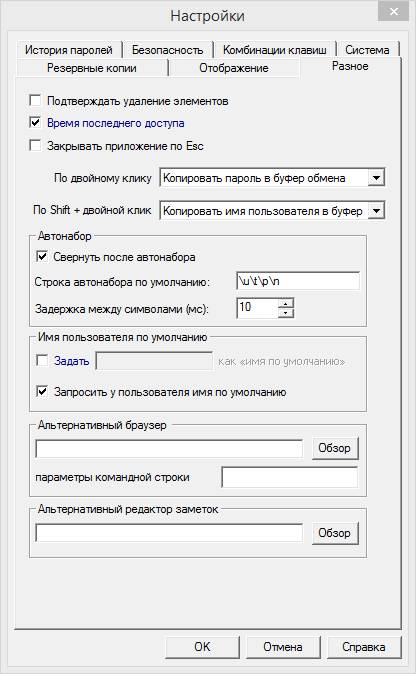 Настройки
История паролей
Безопасность
Комбинации клавиш
Система
Резервные копии
Отображение
Разное
Подтверждать удаление элементов
Время последнего доступа
Закрывать приложение по Esc
По двойному клику
Копировать пароль в буфер обмена
По Shift + двойной клик
Копировать имя пользователя в буфер
Автонабор
Свернуть после автонабора
Строка автонабора по умолчанию:
\u\t\p\n
Задержка между символами (мс):
10
Имя пользователя по умолчанию
Задать
как «имя по умолчанию»
Запросить у пользователя имя по умолчанию
Альтернативный браузер
Обзор
параметры командной строки
Альтернативный редактор заметок
Обзор
OK
Отмена
Справка